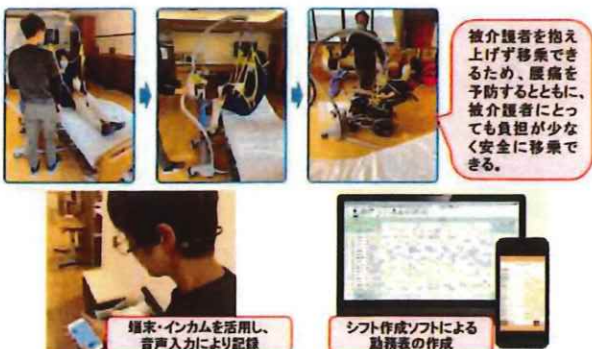 被介護者を抱え
上げず移乗でき
るため、腰痛を
予防するとともに、
被介護者にとっ
ても負担が少な
く安全に移乗で
きる。
端末・インカムを活用し、
音声入力により記録
シフト作成ソフトによる
勤務表の作成